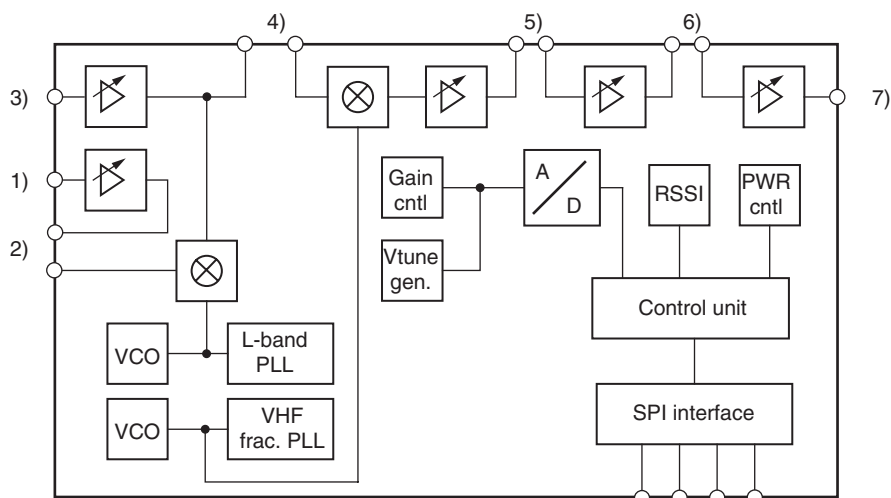 4)
5)
6)
3)
7)
1)
2)
Gain
cntl
A
D
RSSI
PWR
cntl
Vtune
gen.
Control unit
VCO
L-band
PLL
VCO
VHF
frac. PLL
SPI interface